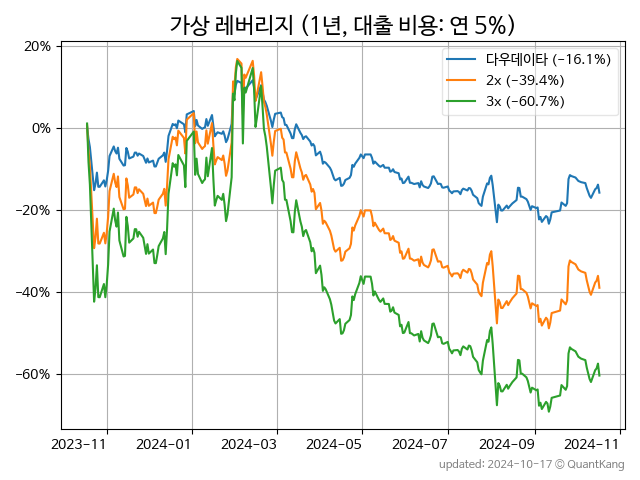 가상 레버리지 (1년, 대출 비용: 연 5%)
다우데이타 (−16.1%)
2x (−39.4%)
3x (−60.7%)
20%
0%
−20%
−40%
−60%
2023−11 2024−01 2024−03 2024−05 2024−07 2024−09 2024−11
updated: 2024-10-17 © QuantKang